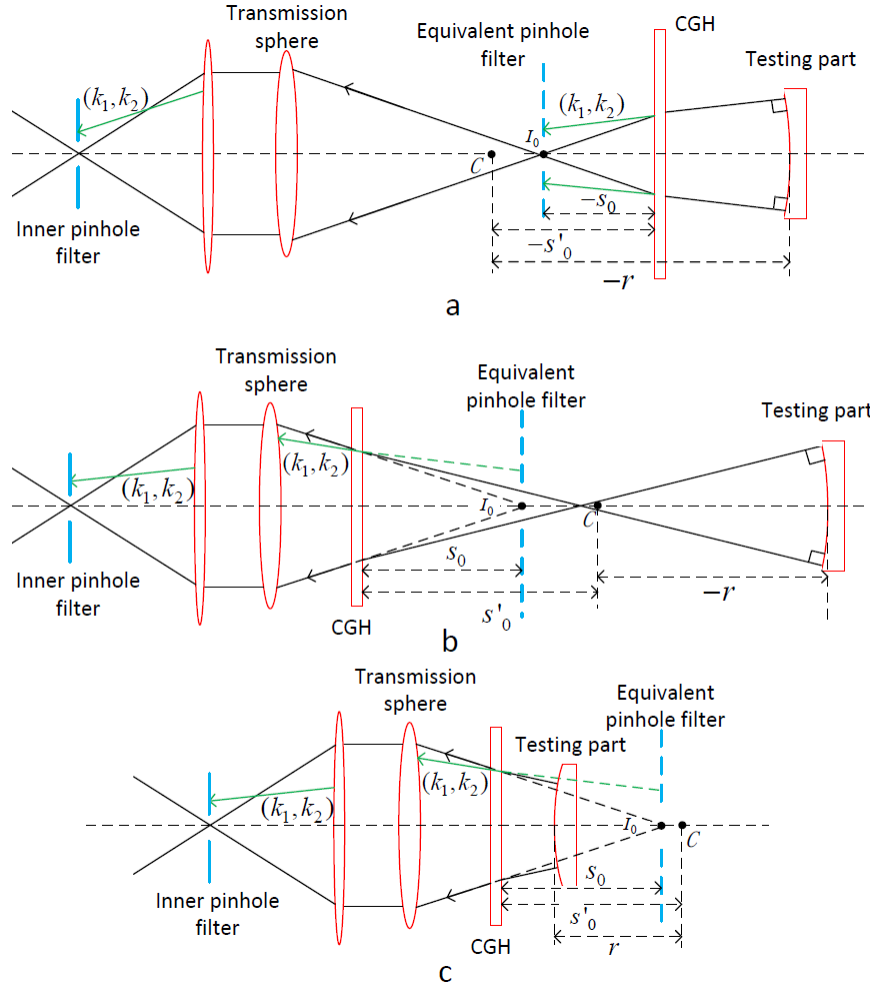 Transmission
sphere
Equivalent pinhole
filter
CGH
Testing part
(k₁,k₂)
(k₁,k₂)
I₀
C
−s₀
−s'₀
−r
Inner pinhole
filter
a
Transmission
sphere
Equivalent
pinhole filter
Testing part
(k₁,k₂)
(k₁,k₂)
I₀
C
s₀
s'₀
−r
Inner pinhole
filter
CGH
b
Transmission
sphere
Equivalent
pinhole filter
Testing part
(k₁,k₂)
(k₁,k₂)
I₀
C
s₀
s'₀
r
Inner pinhole
filter
CGH
c